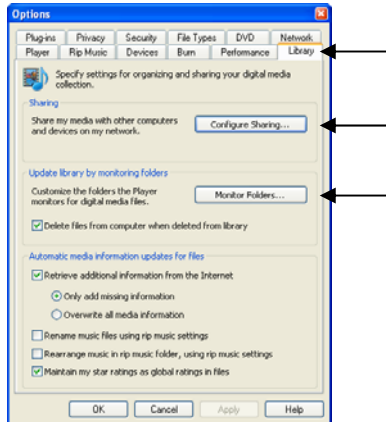 Options
Plug-ins Privacy Security File Types DVD Network
Player Rip Music Devices Burn Performance Library
Specify settings for organizing and sharing your digital media
collection.
Sharing
Share my media with other computers
and devices on my network.
Configure Sharing...
Update library by monitoring folders
Customize the folders the Player
monitors for digital media files.
Monitor Folders...
Delete files from computer when deleted from library
Automatic media information updates for files
Retrieve additional information from the Internet
Only add missing information
Overwrite all media information
Rename music files using rip music settings
Rearrange music in rip music folder, using rip music settings
Maintain my star ratings as global ratings in files
OK Cancel Apply Help